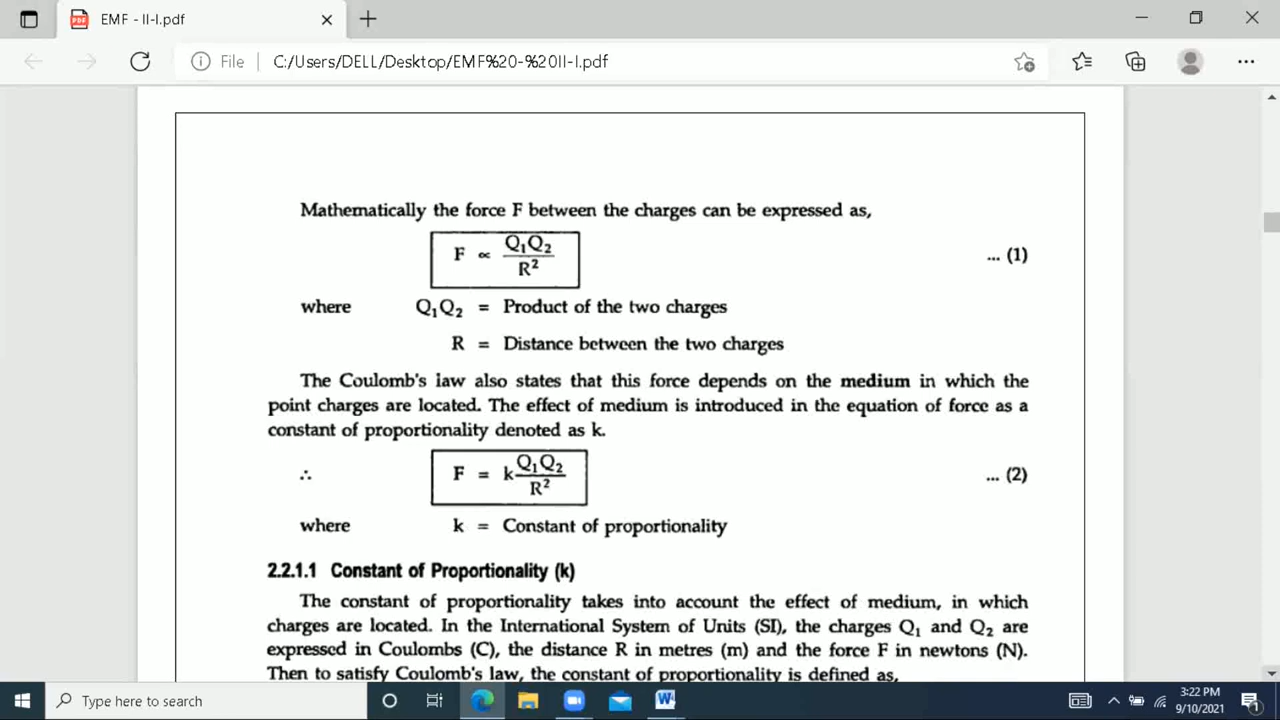 EMF - II-I.pdf
File C:/Users/DELL/Desktop/EMF%20-%20II-I.pdf
Mathematically the force F between the charges can be expressed as,
F ∝ Q₁Q₂/R² ... (1)
where Q₁Q₂ = Product of the two charges
R = Distance between the two charges
The Coulomb's law also states that this force depends on the medium in which the
point charges are located. The effect of medium is introduced in the equation of force as a
constant of proportionality denoted as k.
∴ F = k Q₁Q₂/R² ... (2)
where k = Constant of proportionality
2.2.1.1 Constant of Proportionality (k)
The constant of proportionality takes into account the effect of medium, in which
charges are located. In the International System of Units (SI), the charges Q₁ and Q₂ are
expressed in Coulombs (C), the distance R in metres (m) and the force F in newtons (N).
Then to satisfy Coulomb's law, the constant of proportionality is defined as,
Type here to search
3:22 PM
9/10/2021